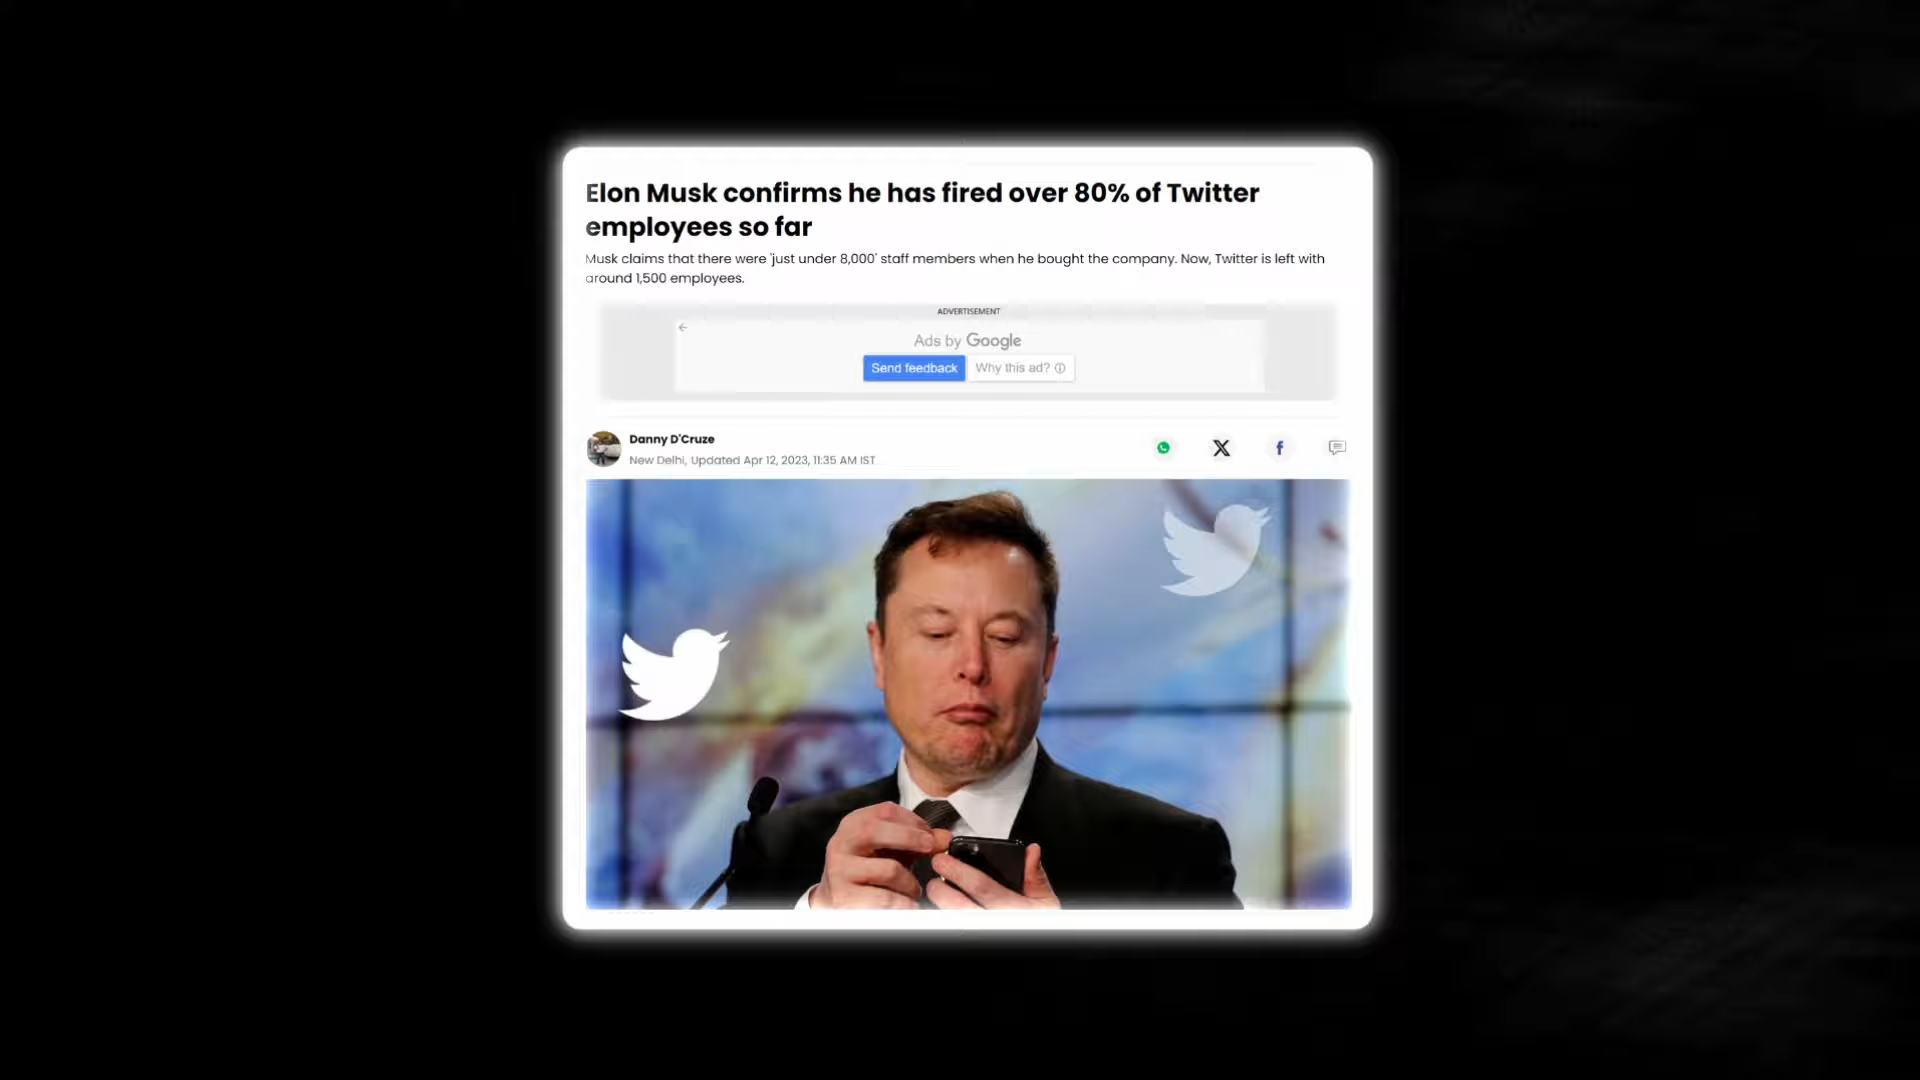 Elon Musk confirms he has fired over 80% of Twitter
employees so far
Musk claims that there were 'just under 8,000' staff members when he bought the company. Now, Twitter is left with
around 1,500 employees.
ADVERTISEMENT
Ads by Google
Send feedback
Why this ad?
Danny D'Cruze
New Delhi, Updated Apr 12, 2023, 11:35 AM IST